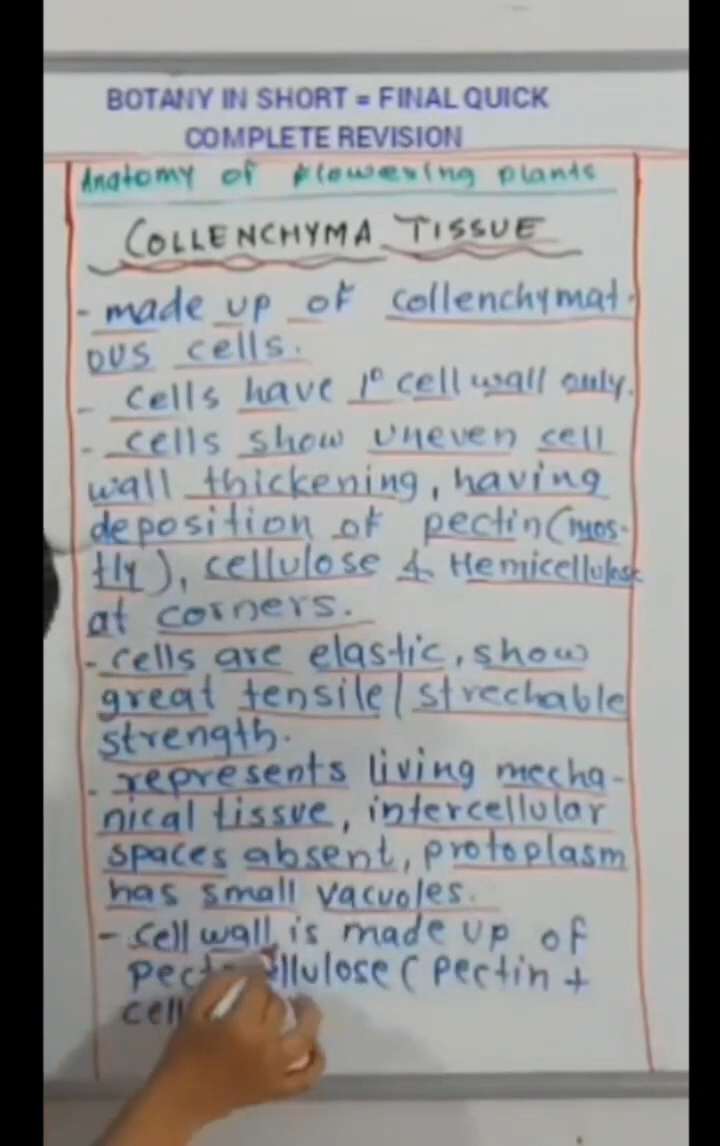 BOTANY IN SHORT = FINAL QUICK
COMPLETE REVISION
Anatomy of Flowering plants
COLLENCHYMA TISSUE
- made up of collenchymat-
ous cells.
- cells have 1° cell wall only.
- cells show uneven cell
wall thickening, having
deposition of pectin (mos-
tly), cellulose & Hemicellulose
at corners.
- cells are elastic, show
great tensile/strechable
strength.
- represents living mecha-
nical tissue, intercellular
spaces absent, protoplasm
has small vacuoles.
- cell wall is made up of
(pectin +